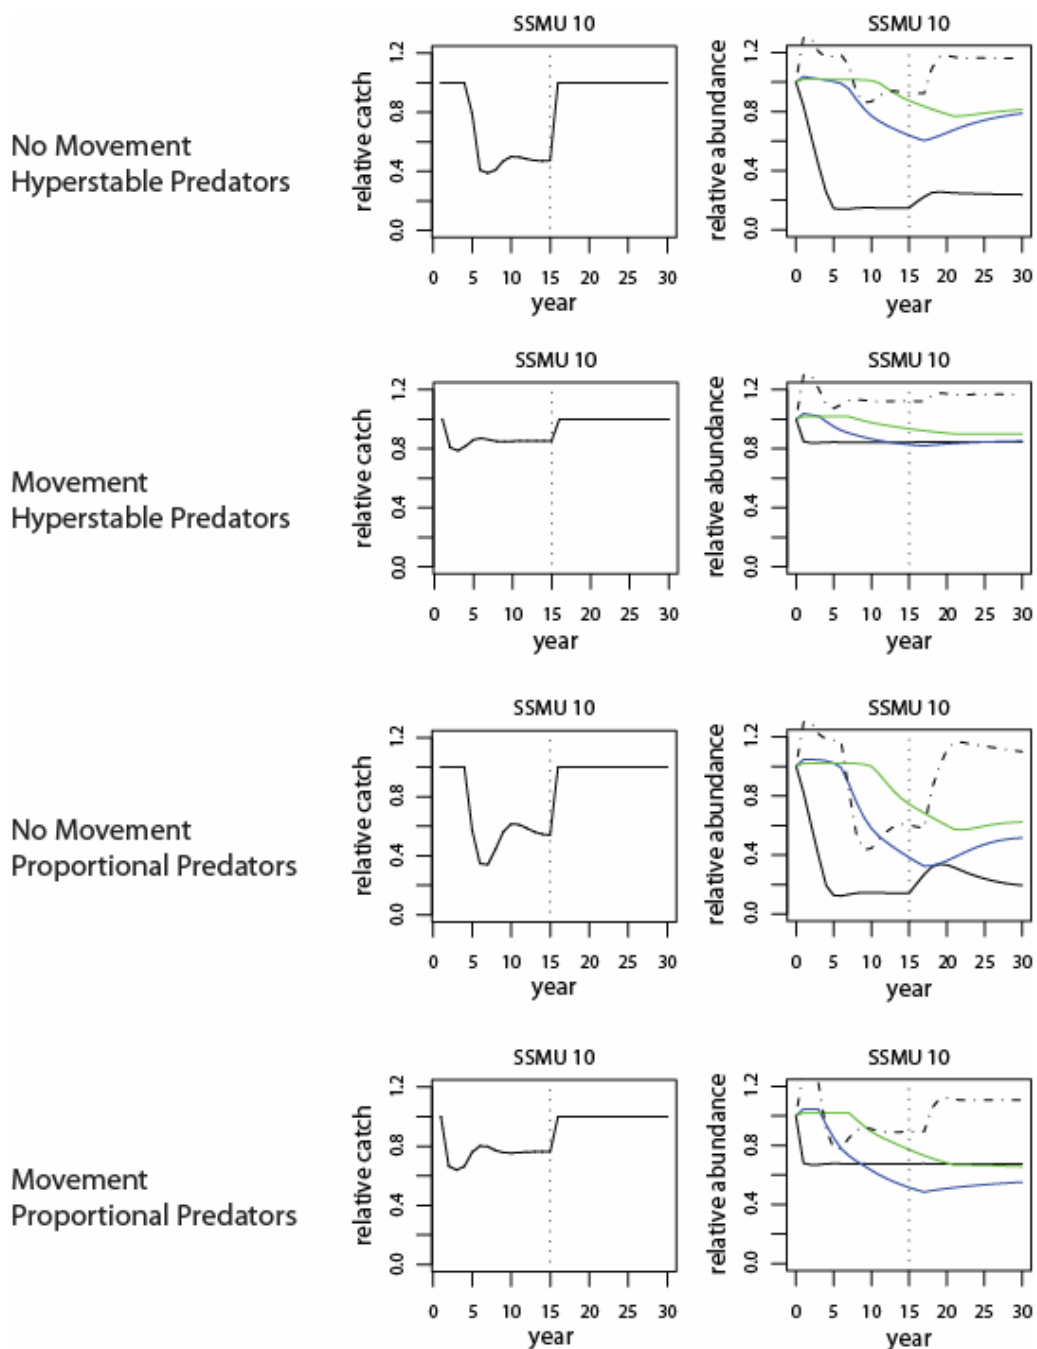 SSMU 10
SSMU 10
relative catch
0.0 0.4 0.8 1.2
relative abundance
0.0 0.4 0.8 1.2
No Movement
Hyperstable Predators
0 5 10 15 20 25 30
0 5 10 15 20 25 30
year
year
SSMU 10
SSMU 10
relative catch
0.0 0.4 0.8 1.2
relative abundance
0.0 0.4 0.8 1.2
Movement
Hyperstable Predators
0 5 10 15 20 25 30
0 5 10 15 20 25 30
year
year
SSMU 10
SSMU 10
relative catch
0.0 0.4 0.8 1.2
relative abundance
0.0 0.4 0.8 1.2
No Movement
Proportional Predators
0 5 10 15 20 25 30
0 5 10 15 20 25 30
year
year
SSMU 10
SSMU 10
relative catch
0.0 0.4 0.8 1.2
relative abundance
0.0 0.4 0.8 1.2
Movement
Proportional Predators
0 5 10 15 20 25 30
0 5 10 15 20 25 30
year
year